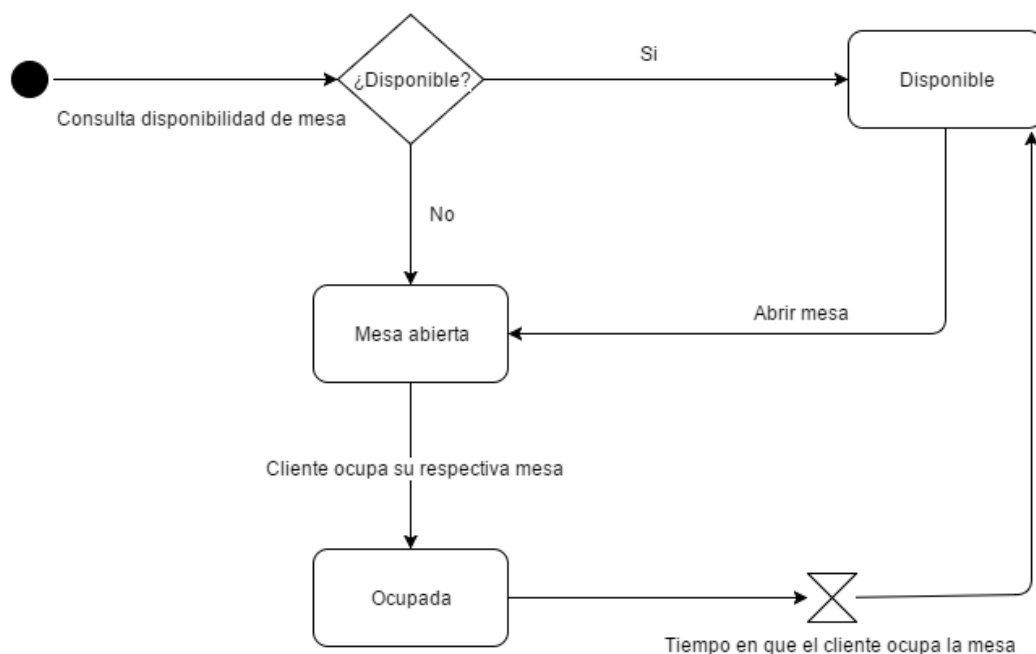 Si
¿Disponible?
Disponible
Consulta disponibilidad de mesa
No
Abrir mesa
Mesa abierta
Cliente ocupa su respectiva mesa
Ocupada
Tiempo en que el cliente ocupa la mesa